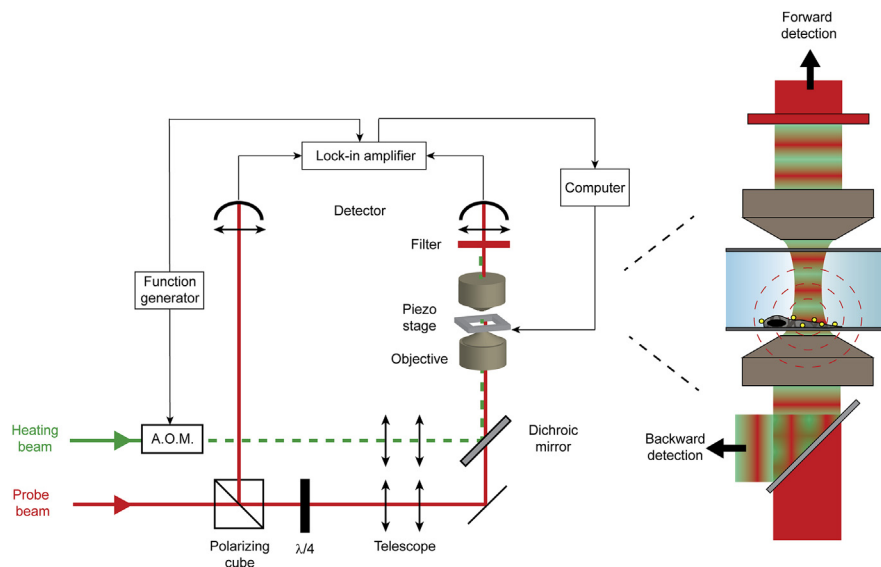 Forward
detection
Lock-in amplifier
Computer
Detector
Filter
Function
generator
Piezo
stage
Objective
Heating
beam
A.O.M.
Dichroic
mirror
Backward
detection
Probe
beam
Polarizing
cube
λ/4
Telescope